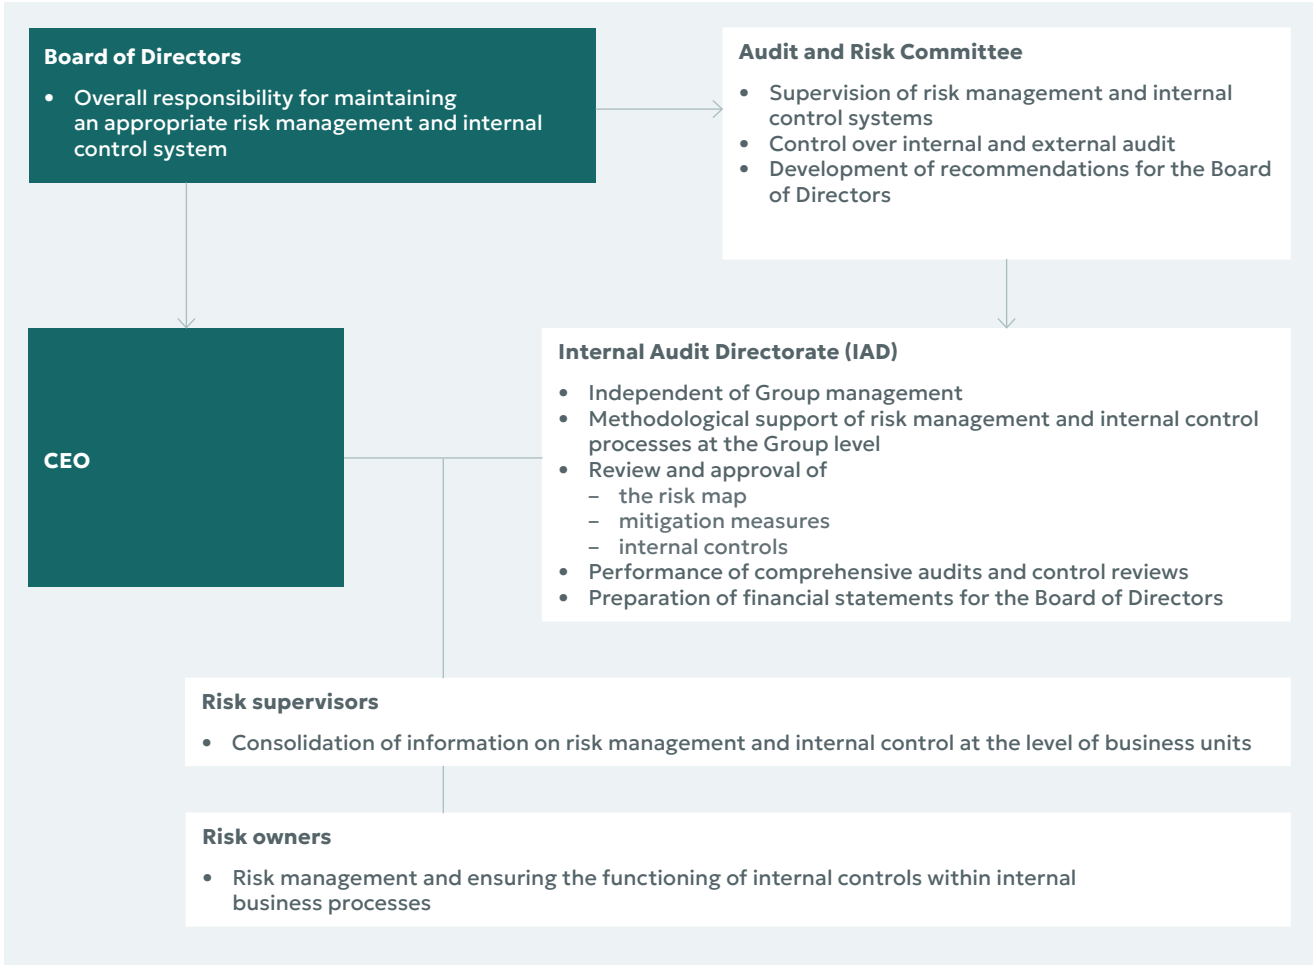 Board of Directors
• Overall responsibility for maintaining
an appropriate risk management and internal
control system
Audit and Risk Committee
• Supervision of risk management and internal
control systems
• Control over internal and external audit
• Development of recommendations for the Board
of Directors
CEO
Internal Audit Directorate (IAD)
• Independent of Group management
• Methodological support of risk management and internal control
processes at the Group level
• Review and approval of
– the risk map
– mitigation measures
– internal controls
• Performance of comprehensive audits and control reviews
• Preparation of financial statements for the Board of Directors
Risk supervisors
• Consolidation of information on risk management and internal control at the level of business units
Risk owners
• Risk management and ensuring the functioning of internal controls within internal
business processes